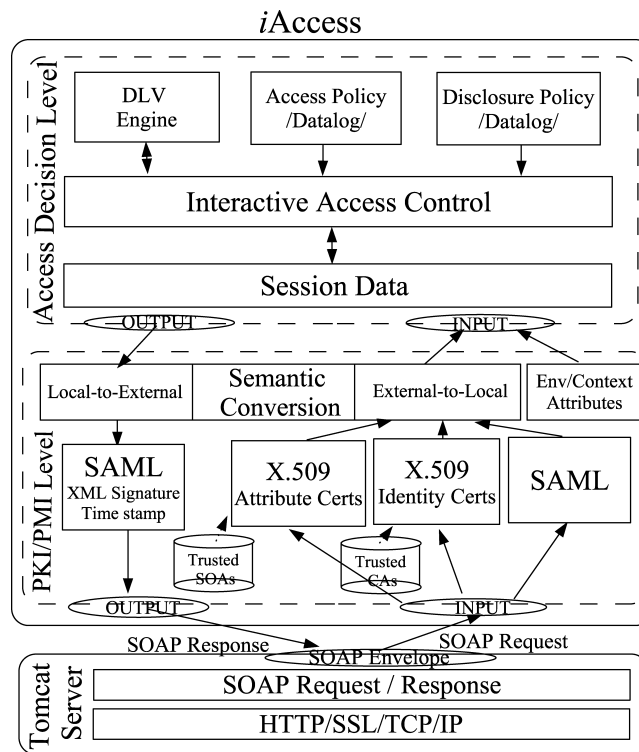 iAccess
Access Decision Level
DLV
Engine
Access Policy
/Datalog/
Disclosure Policy
/Datalog/
Interactive Access Control
Session Data
OUTPUT
INPUT
PKI/PMI Level
Local-to-External
Semantic
Conversion
External-to-Local
Env/Context
Attributes
SAML
XML Signature
Time stamp
X.509
Attribute Certs
X.509
Identity Certs
SAML
Trusted
SOAs
Trusted
CAs
OUTPUT
INPUT
SOAP Response
SOAP Request
SOAP Envelope
Tomcat
Server
SOAP Request / Response
HTTP/SSL/TCP/IP